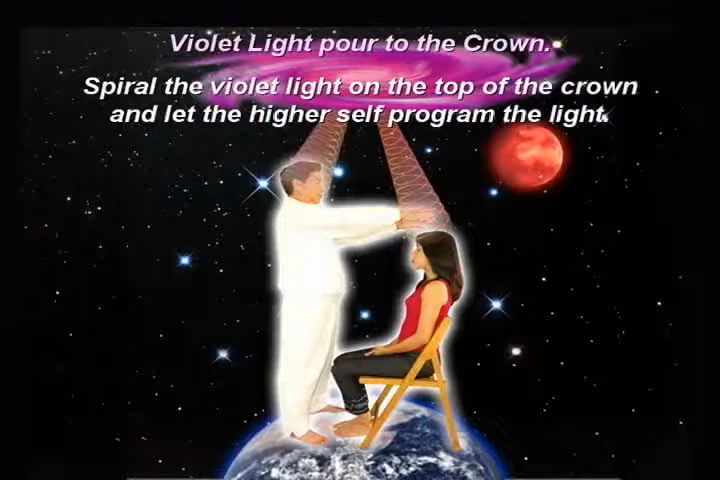 Violet Light pour to the Crown.
Spiral the violet light on the top of the crown
and let the higher self program the light.